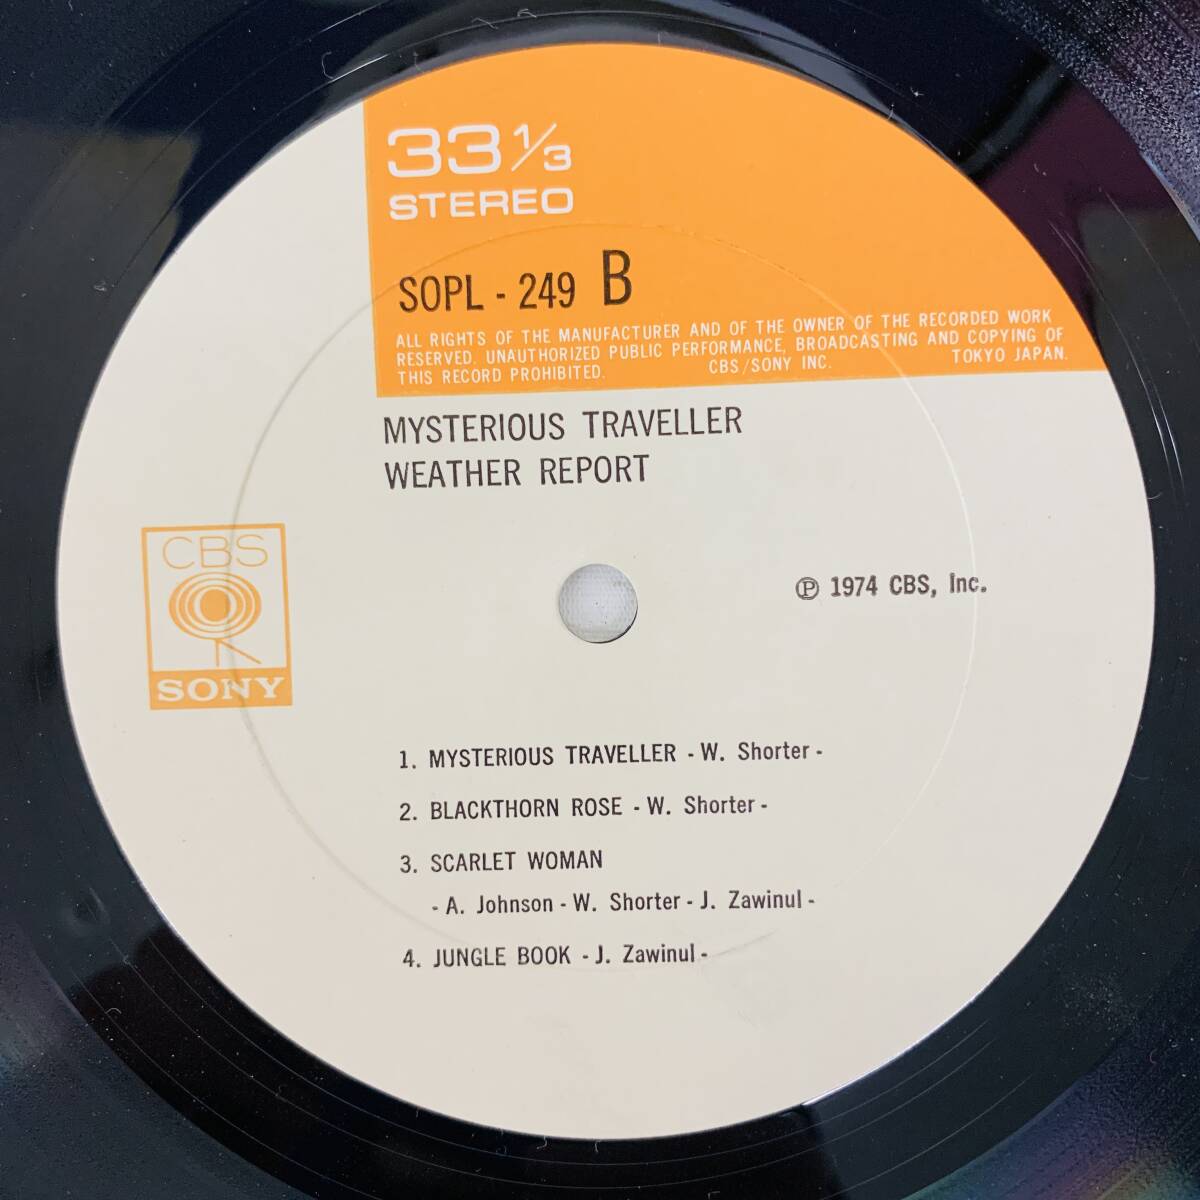 33 1/3
STEREO
SOPL - 249 B
ALL RIGHTS OF THE MANUFACTURER AND OF THE OWNER OF THE RECORDED WORK
RESERVED. UNAUTHORIZED PUBLIC PERFORMANCE, BROADCASTING AND COPYING OF
THIS RECORD PROHIBITED. CBS/SONY INC. TOKYO JAPAN.
MYSTERIOUS TRAVELLER
WEATHER REPORT
CBS
SONY
℗ 1974 CBS, Inc.
1. MYSTERIOUS TRAVELLER - W. Shorter -
2. BLACKTHORN ROSE - W. Shorter -
3. SCARLET WOMAN
- A. Johnson - W. Shorter - J. Zawinul -
4. JUNGLE BOOK - J. Zawinul -